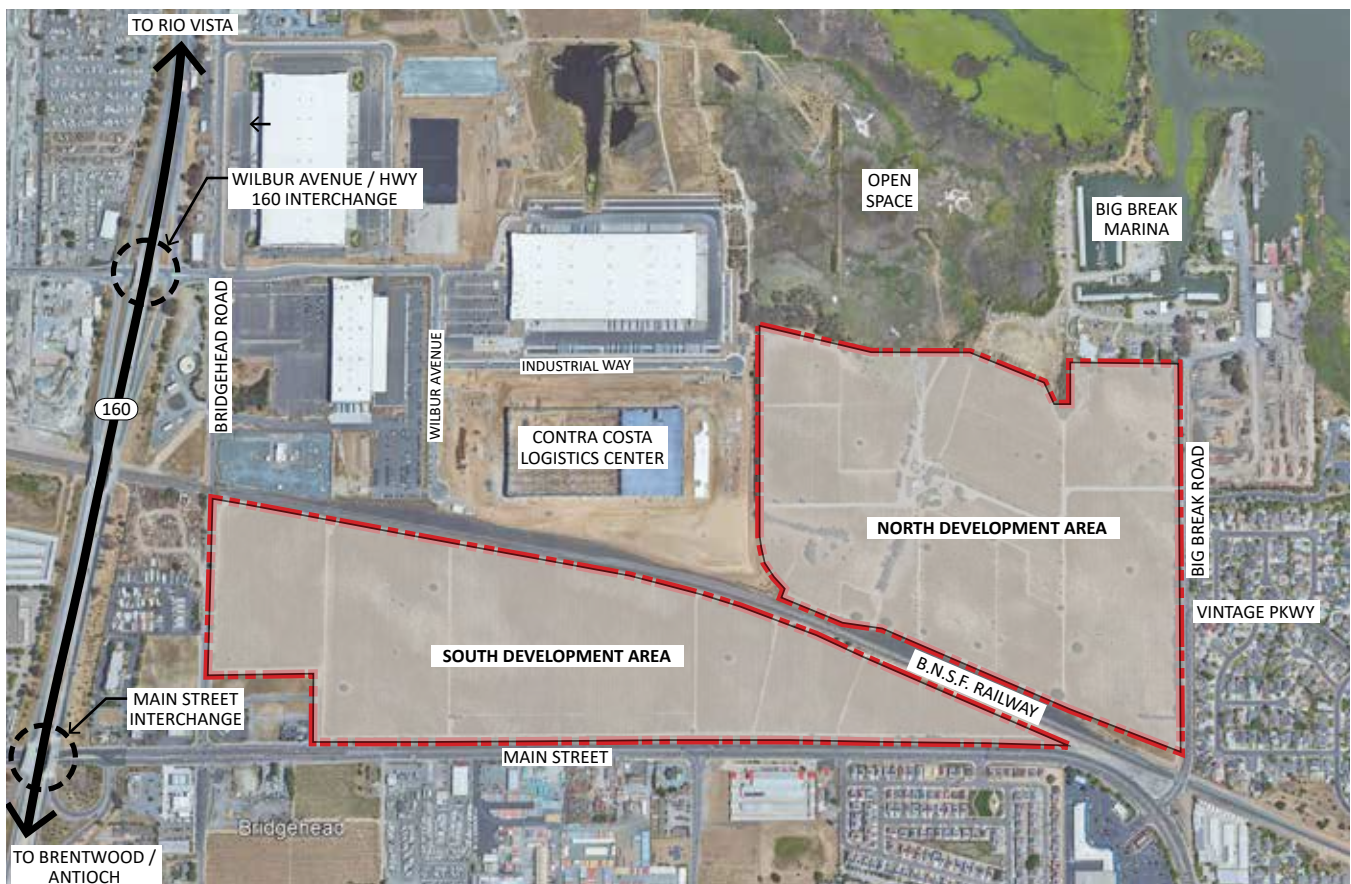 TO RIO VISTA
WILBUR AVENUE / HWY
160 INTERCHANGE
OPEN
SPACE
BIG BREAK
MARINA
BRIDGEHEAD ROAD
WILBUR AVENUE
INDUSTRIAL WAY
160
CONTRA COSTA
LOGISTICS CENTER
NORTH DEVELOPMENT AREA
BIG BREAK ROAD
VINTAGE PKWY
SOUTH DEVELOPMENT AREA
B.N.S.F. RAILWAY
MAIN STREET
INTERCHANGE
MAIN STREET
Bridgehead
TO BRENTWOOD /
ANTIOCH